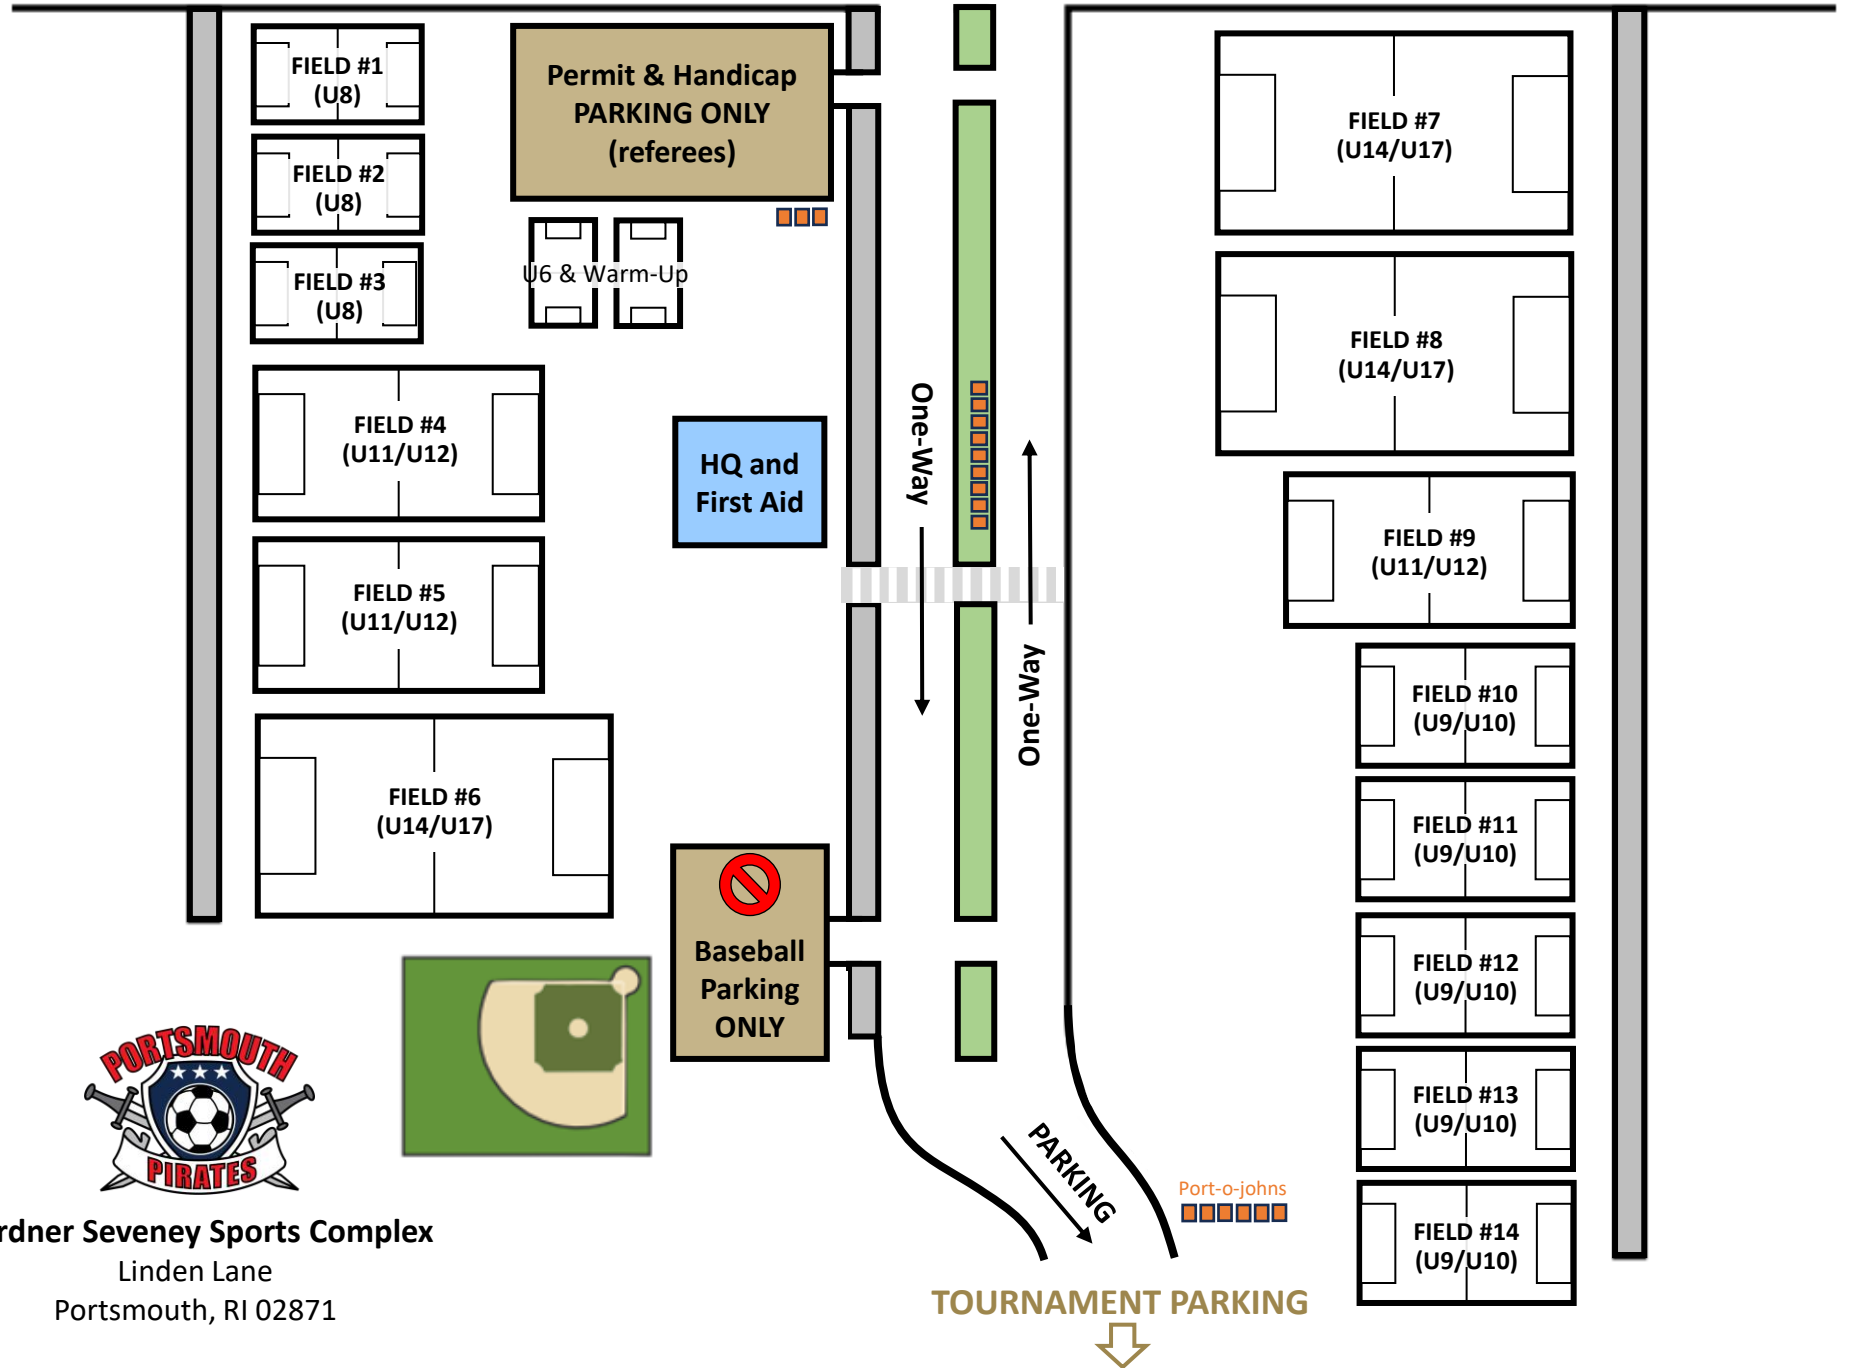 FIELD #1
(U8)
FIELD #2
(U8)
FIELD #3
(U8)
FIELD #4
(U11/U12)
FIELD #5
(U11/U12)
FIELD #6
(U14/U17)
Permit & Handicap
PARKING ONLY
(referees)
U6 & Warm-Up
HQ and
First Aid
Baseball
Parking
ONLY
One-Way
One-Way
PARKING
FIELD #7
(U14/U17)
FIELD #8
(U14/U17)
FIELD #9
(U11/U12)
FIELD #10
(U9/U10)
FIELD #11
(U9/U10)
FIELD #12
(U9/U10)
FIELD #13
(U9/U10)
FIELD #14
(U9/U10)
Port-o-johns
TOURNAMENT PARKING
PORTSMOUTH
PIRATES
rdner Seveney Sports Complex
Linden Lane
Portsmouth, RI 02871